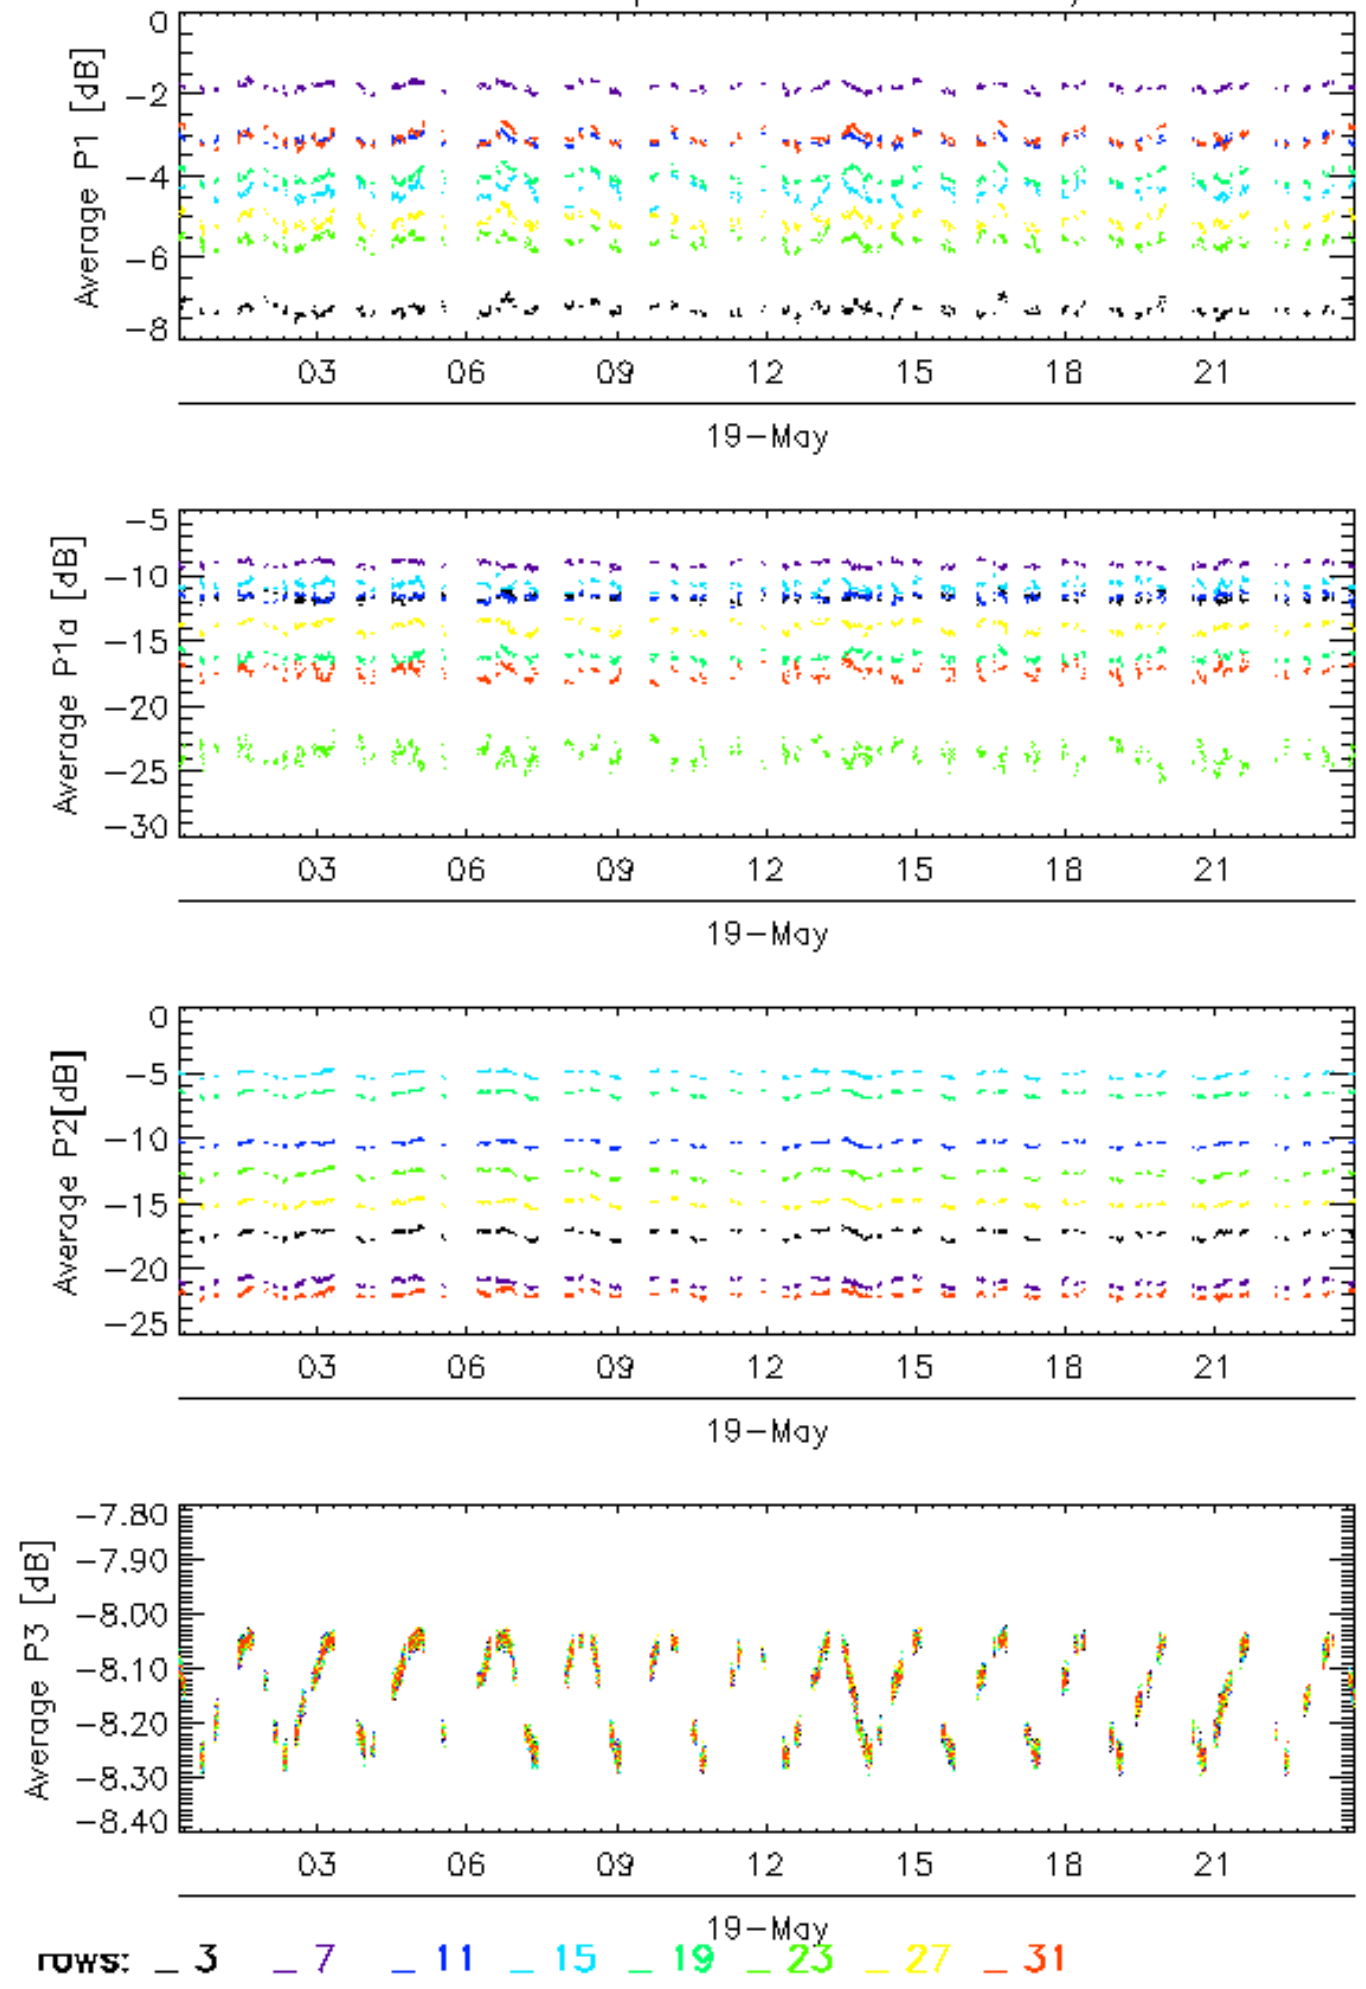 0
-2
-4
-6
-8
Average P1 [dB]
03 06 09 12 15 18 21
19-May
-5
-10
-15
-20
-25
-30
Average P1a [dB]
03 06 09 12 15 18 21
19-May
0
-5
-10
-15
-20
-25
Average P2[dB]
03 06 09 12 15 18 21
19-May
-7.80
-7.90
-8.00
-8.10
-8.20
-8.30
-8.40
Average P3 [dB]
03 06 09 12 15 18 21
19-May
rows: _ 3 _ 7 _ 11 _ 15 _ 19 _ 23 _ 27 _ 31